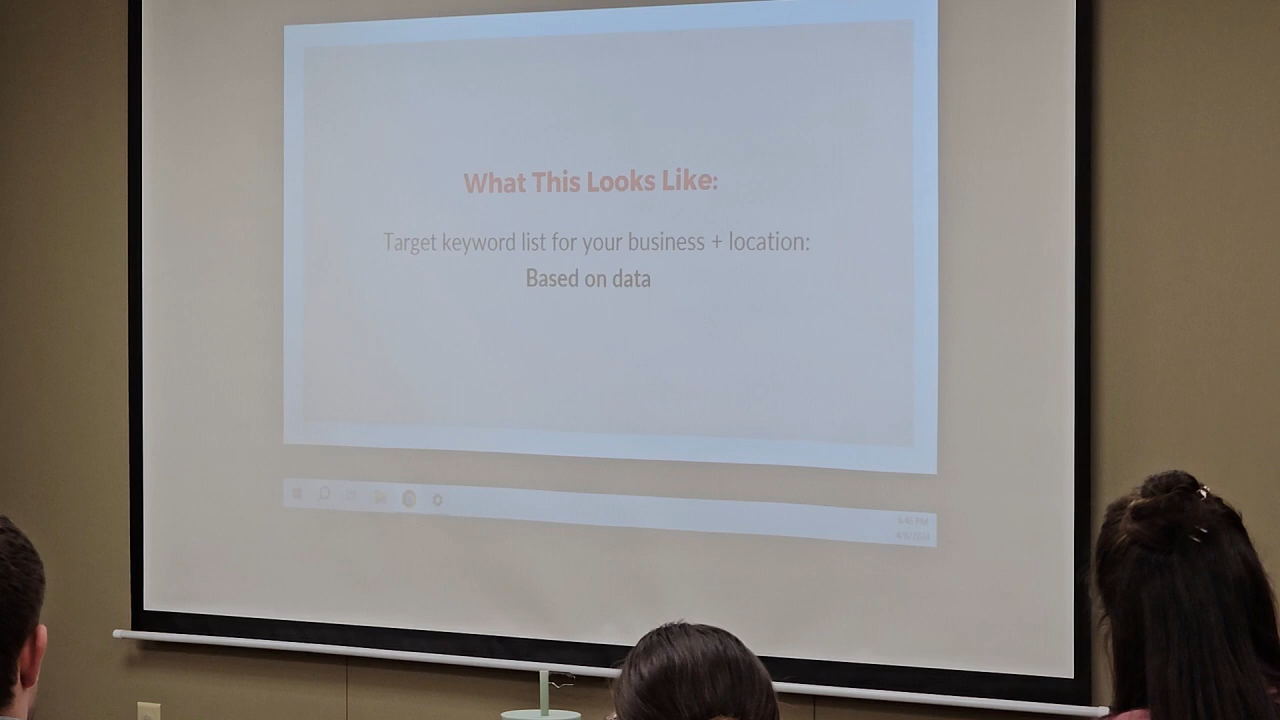 What This Looks Like:
Target keyword list for your business + location:
Based on data